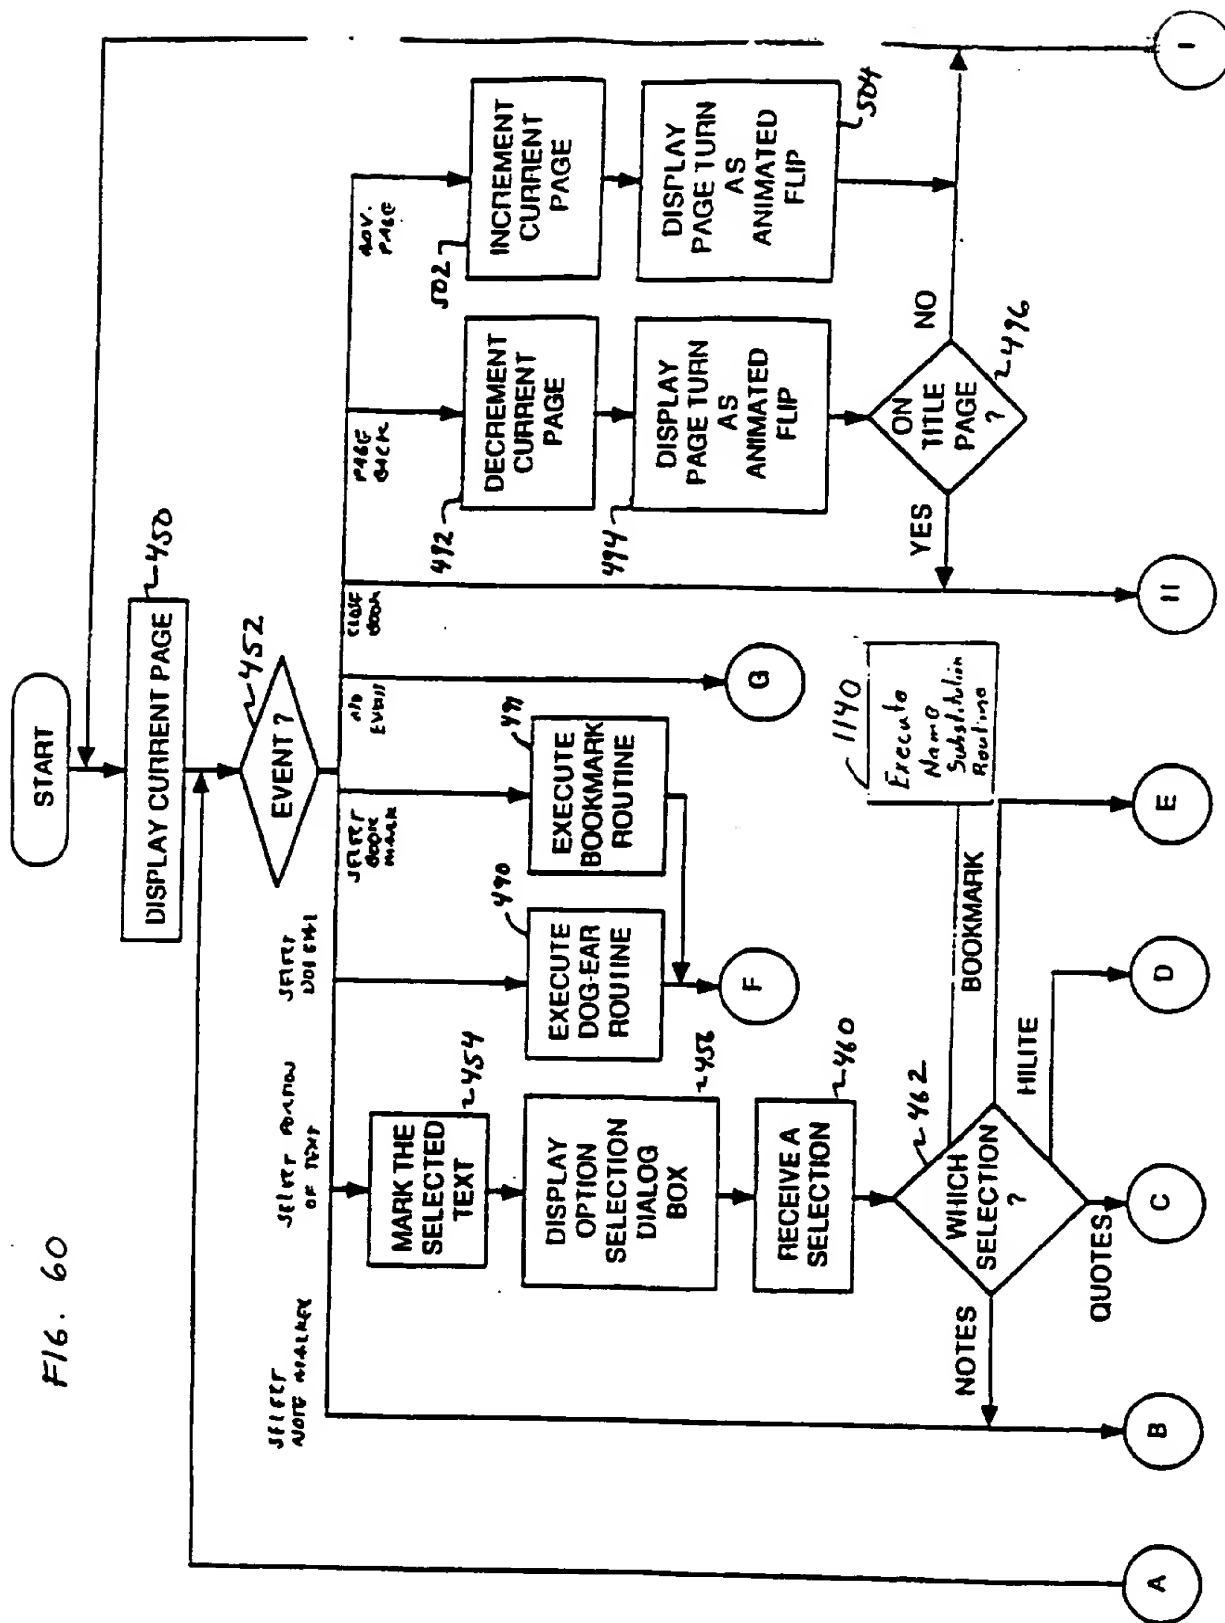 FIG. 60
START
DISPLAY CURRENT PAGE
450
EVENT ?
452
SELECT
NOTE MARKER
SELECT PORTION
OF TEXT
SELECT
SELECT
BOOK
MARK
NO
EVENT
CLOSE
BOOK
PAGE
BACK
ADV.
PAGE
MARK THE
SELECTED
TEXT
454
EXECUTE
DOG-EAR
ROUTINE
490
EXECUTE
BOOKMARK
ROUTINE
491
492
DECREMENT
CURRENT
PAGE
502
INCREMENT
CURRENT
PAGE
DISPLAY
OPTION
SELECTION
DIALOG
BOX
456
F
G
494
DISPLAY
PAGE TURN
AS
ANIMATED
FLIP
DISPLAY
PAGE TURN
AS
ANIMATED
FLIP
504
RECEIVE A
SELECTION
460
1140
Execute
Name
Substitution
Routine
WHICH
SELECTION
?
462
NOTES
QUOTES
HILITE
BOOKMARK
YES
ON
TITLE
PAGE
?
NO
496
A
B
C
D
E
H
I